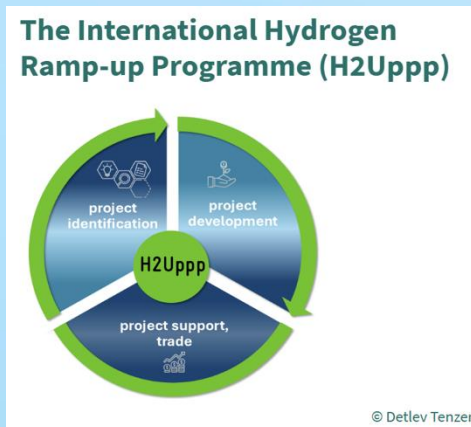 The International Hydrogen
Ramp-up Programme (H2Uppp)
project
identification
project
development
H2Uppp
project support,
trade
© Detlev Tenzer